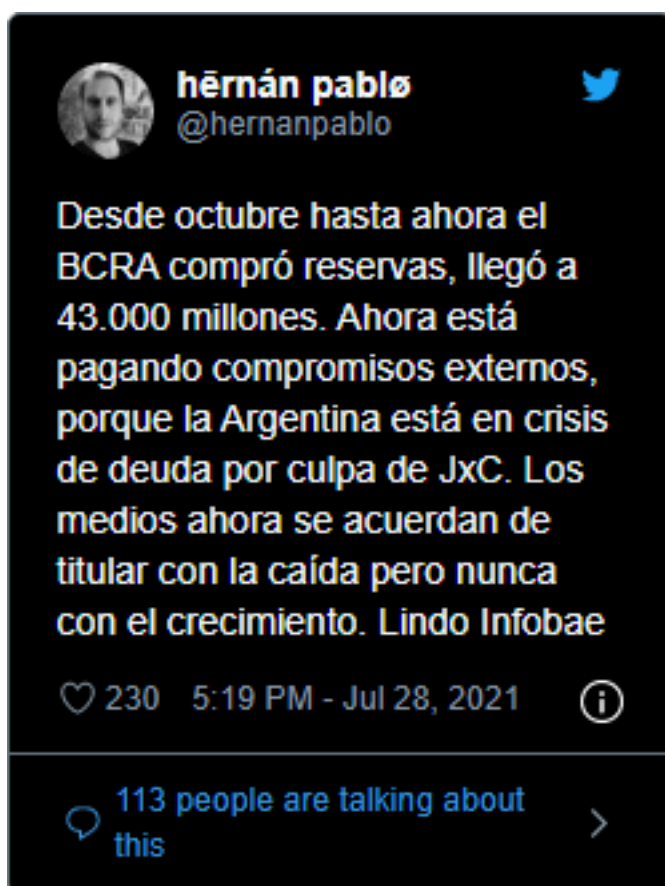 hērnán pablø
@hernanpablo
Desde octubre hasta ahora el
BCRA compró reservas, llegó a
43.000 millones. Ahora está
pagando compromisos externos,
porque la Argentina está en crisis
de deuda por culpa de JxC. Los
medios ahora se acuerdan de
titular con la caída pero nunca
con el crecimiento. Lindo Infobae
230 5:19 PM - Jul 28, 2021
113 people are talking about
this